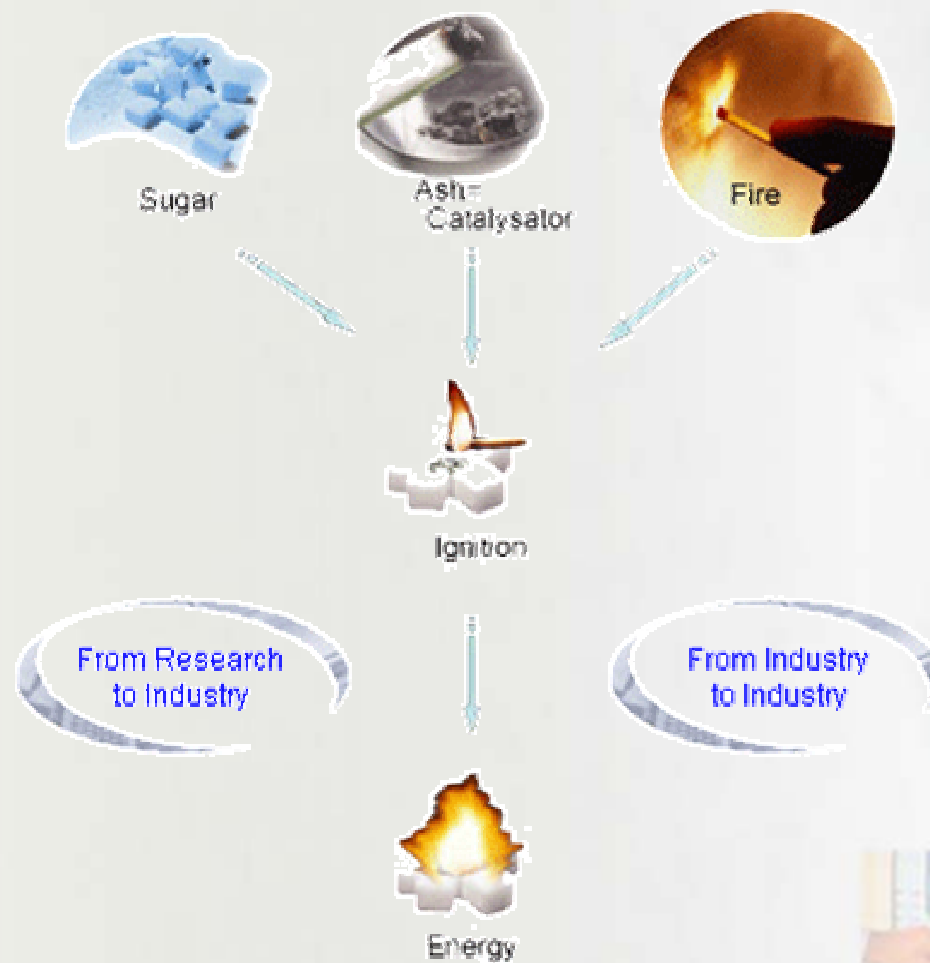 Sugar
Ash=
Catalysator
Fire
Ignition
From Research
to Industry
From Industry
to Industry
Energy